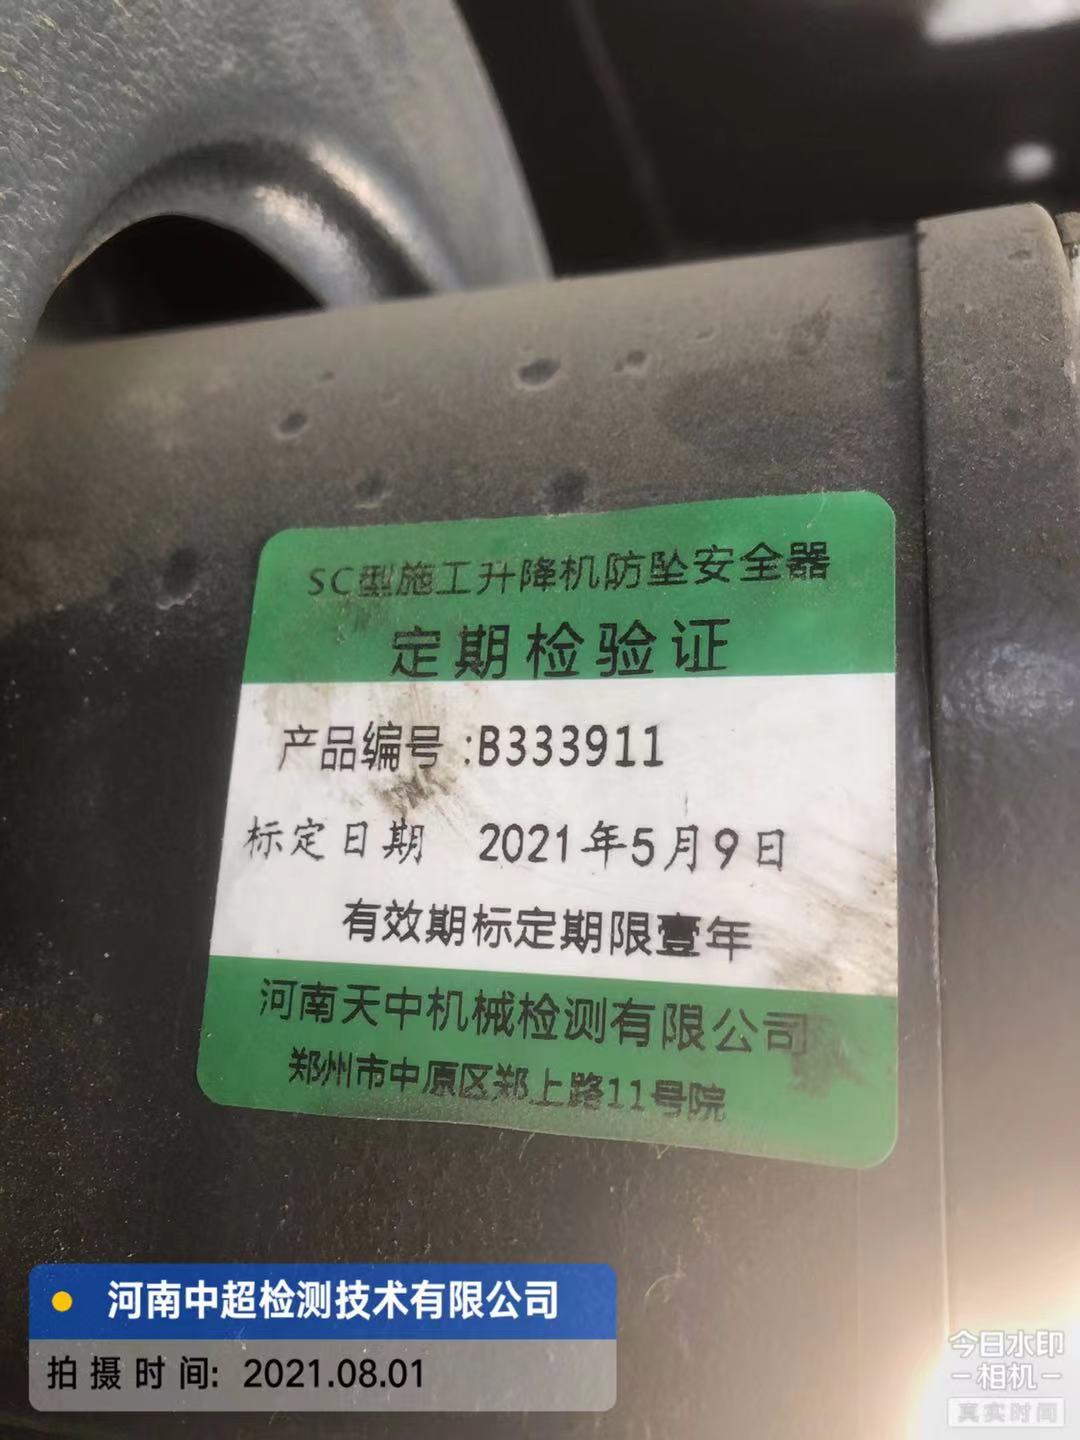 SC型施工升降机防坠安全器
定期检验证
产品编号:B333911
标定日期 2021年5月9日
有效期标定期限壹年
河南天中机械检测有限公司
郑州市中原区郑上路11号院
河南中超检测技术有限公司
拍摄时间: 2021.08.01
今日水印
相机
真实时间